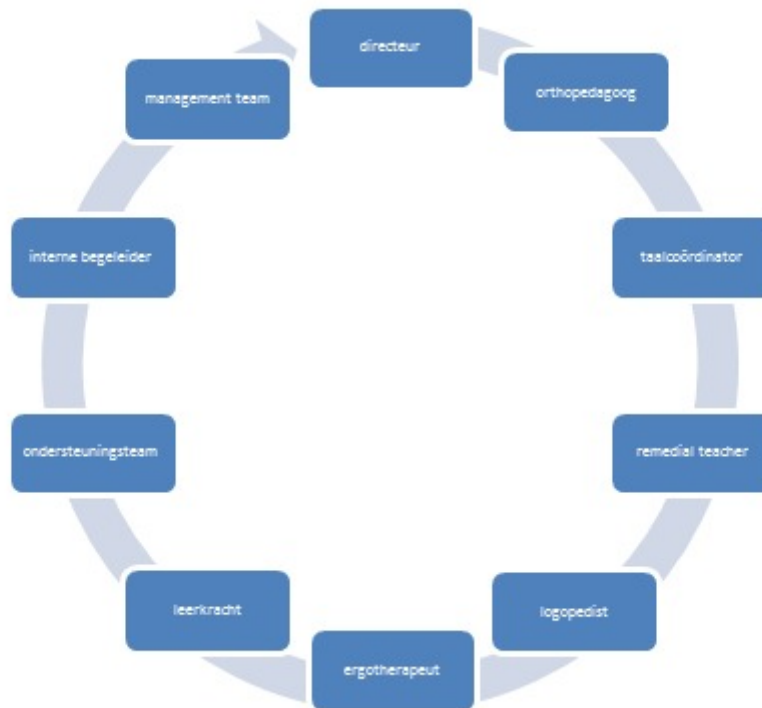 directeur
orthopedagoog
taalcoördinator
remedial teacher
logopedist
ergotherapeut
leerkracht
ondersteuningsteam
interne begeleider
management team